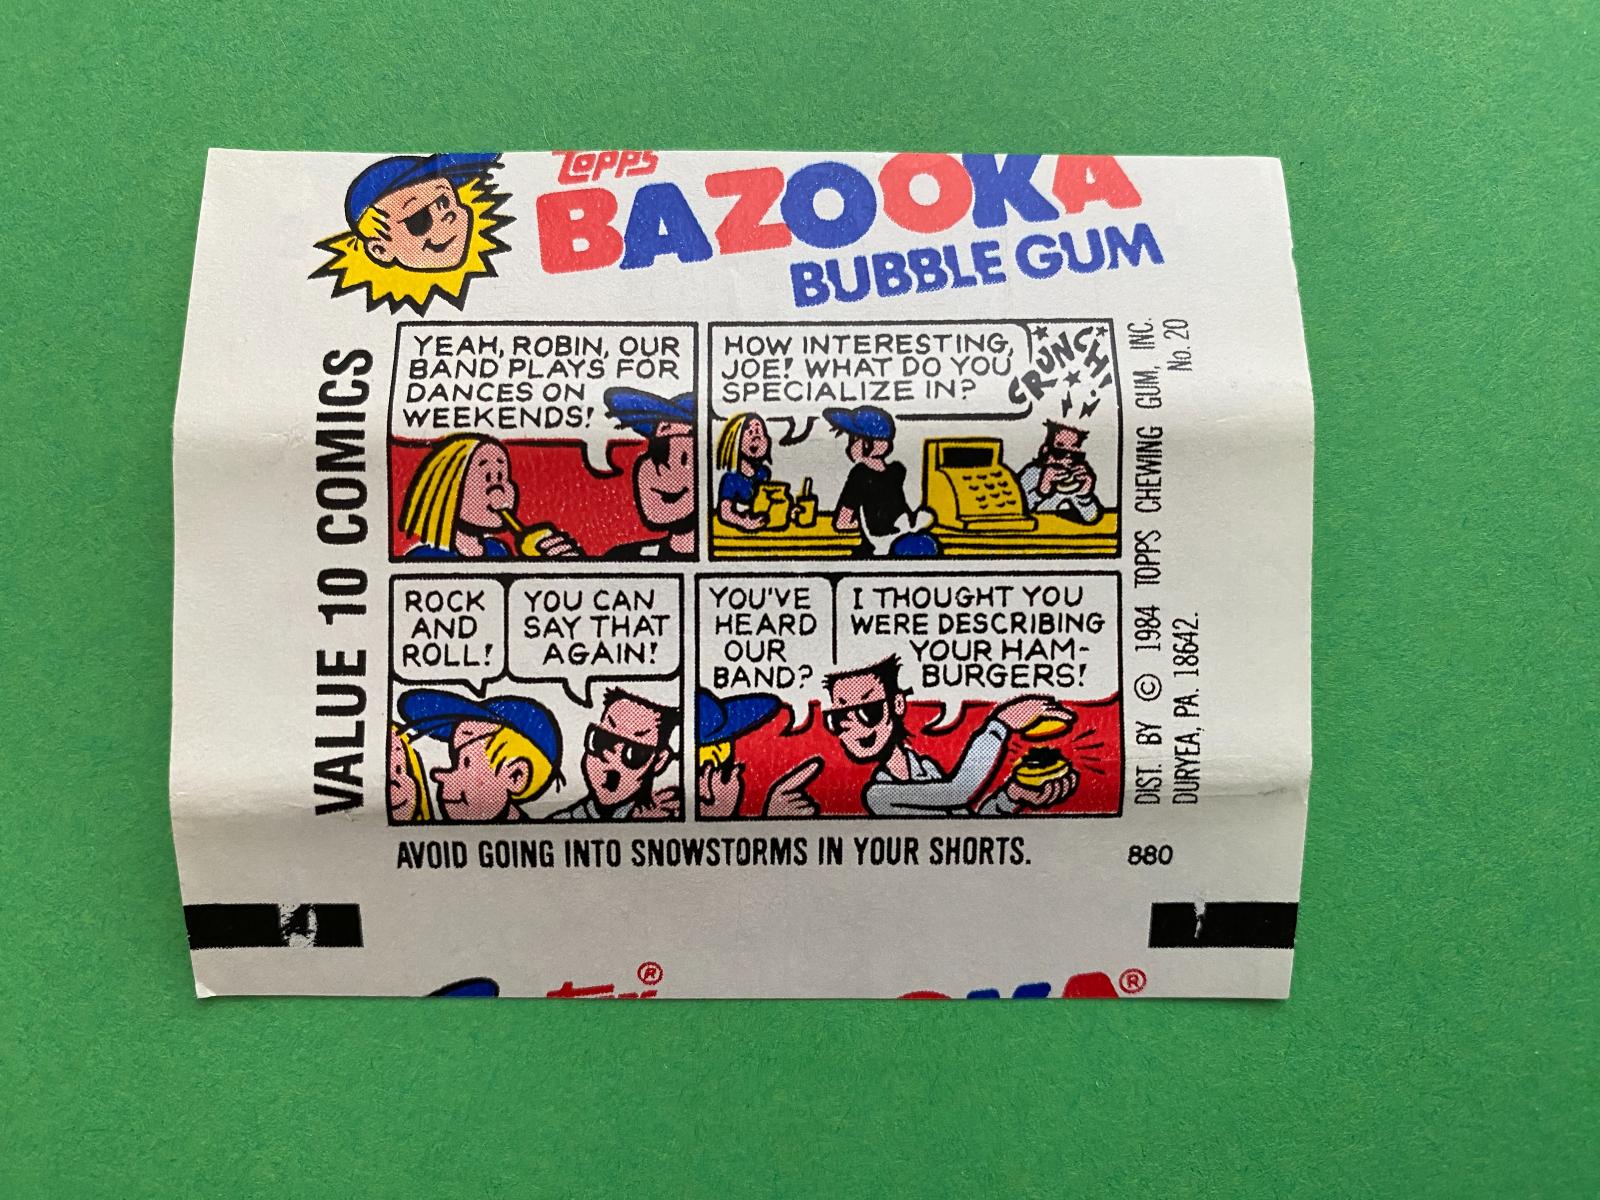 Topps
BAZOOKA
BUBBLE GUM
VALUE 10 COMICS
YEAH, ROBIN, OUR
BAND PLAYS FOR
DANCES ON
WEEKENDS!
HOW INTERESTING,
JOE! WHAT DO YOU
SPECIALIZE IN?
CRUNCH!
ROCK
AND
ROLL!
YOU CAN
SAY THAT
AGAIN!
YOU'VE
HEARD
OUR
BAND?
I THOUGHT YOU
WERE DESCRIBING
YOUR HAM-
BURGERS!
DIST. BY © 1984 TOPPS CHEWING GUM, INC.
DURYEA, PA. 18642. No. 20
AVOID GOING INTO SNOWSTORMS IN YOUR SHORTS.
880
®
®